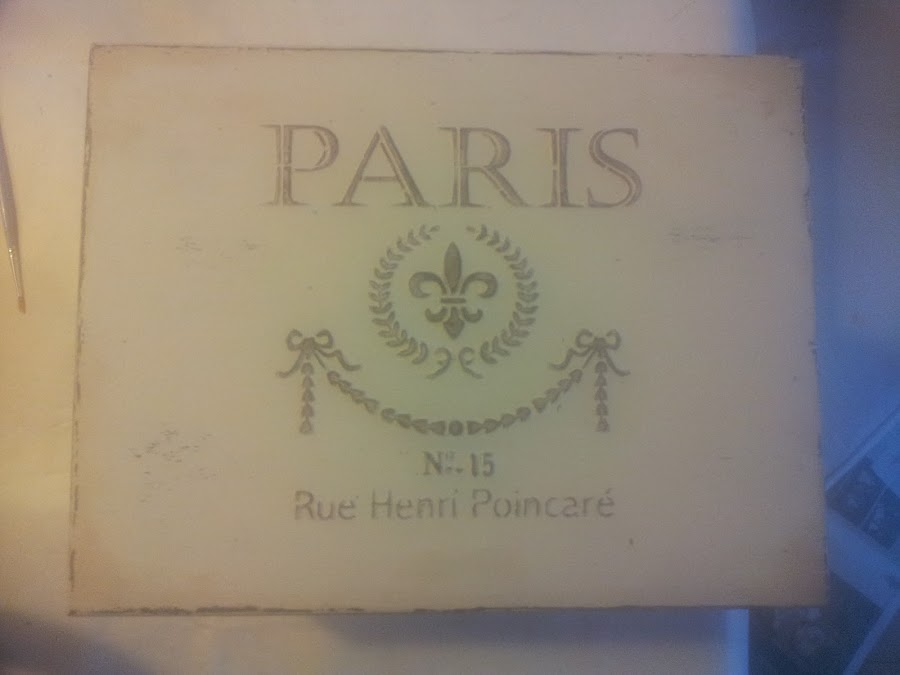 PARIS
No. 15
Rue Henri Poincaré